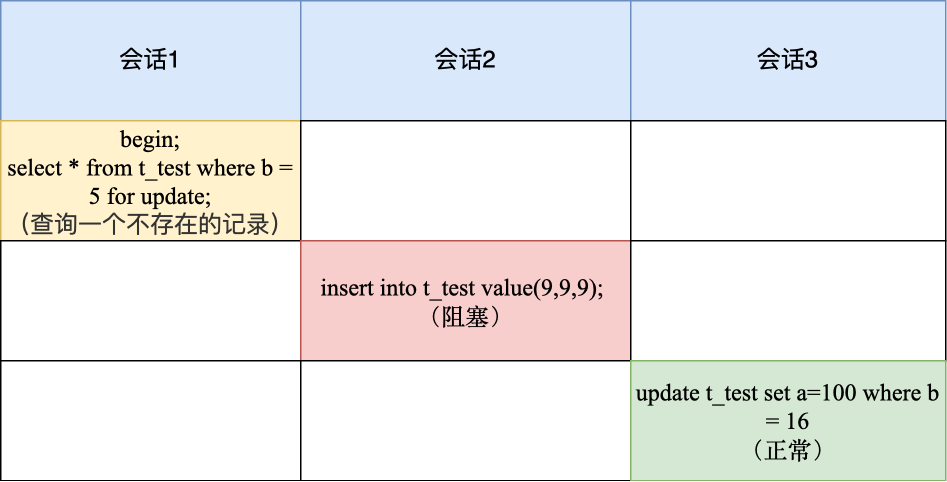 会话1
会话2
会话3
begin;
select * from t_test where b =
5 for update;
（查询一个不存在的记录）
insert into t_test value(9,9,9);
（阻塞）
update t_test set a=100 where b
= 16
（正常）